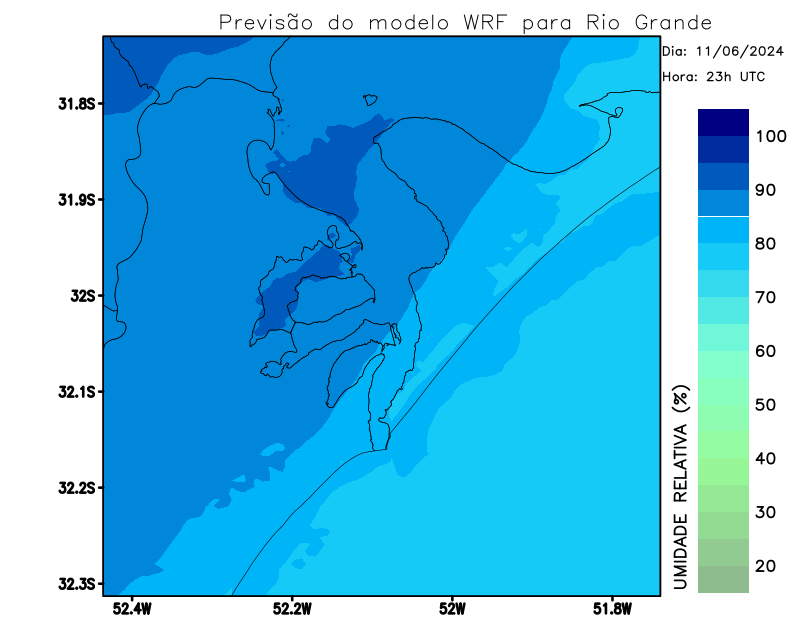 Previsão do modelo WRF para Rio Grande
Dia: 11/06/2024
Hora: 23h UTC
31.8S
31.9S
32S
32.1S
32.2S
32.3S
52.4W
52.2W
52W
51.8W
UMIDADE RELATIVA (%)
100
90
80
70
60
50
40
30
20